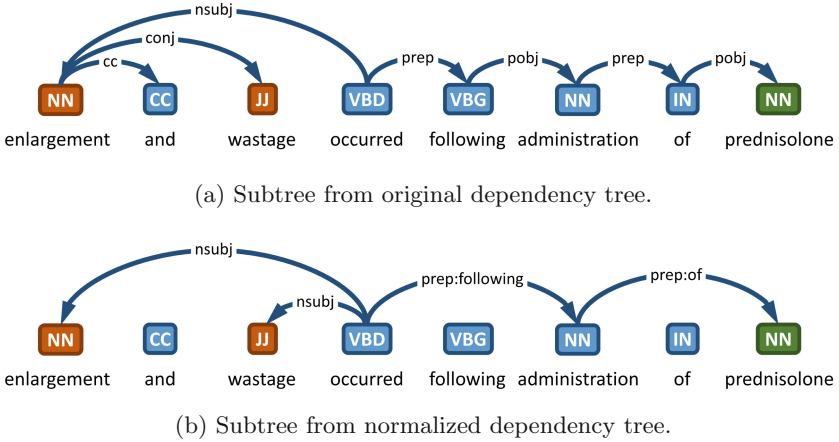 nsubj
conj
cc prep pobj prep pobj
NN CC JJ VBD VBG NN IN NN
enlargement and wastage occurred following administration of prednisolone
(a) Subtree from original dependency tree.
nsubj
prep:following prep:of
nsubj
NN CC JJ VBD VBG NN IN NN
enlargement and wastage occurred following administration of prednisolone
(b) Subtree from normalized dependency tree.